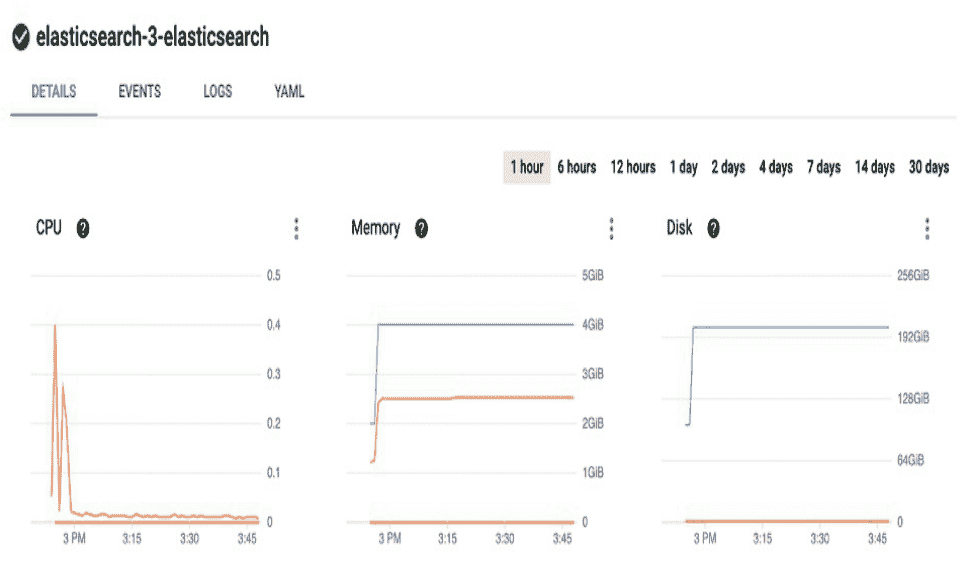 elasticsearch-3-elasticsearch
DETAILS EVENTS LOGS YAML
1 hour 6 hours 12 hours 1 day 2 days 4 days 7 days 14 days 30 days
CPU ? Memory ? Disk ?
0.5 5GiB 256GiB
0.4 4GiB 192GiB
0.3 3GiB 128GiB
0.2 2GiB 64GiB
0.1 1GiB
0 0 0
3 PM 3:15 3:30 3:45 3 PM 3:15 3:30 3:45 3 PM 3:15 3:30 3:45